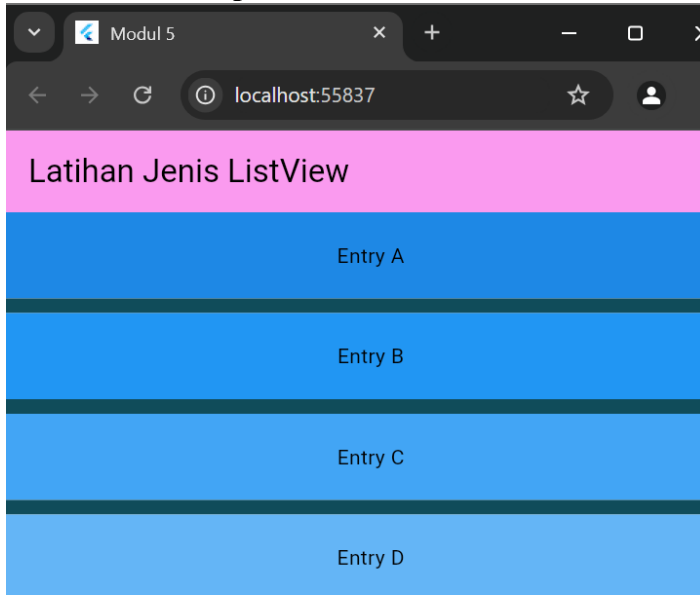 Modul 5
localhost:55837
Latihan Jenis ListView
Entry A
Entry B
Entry C
Entry D